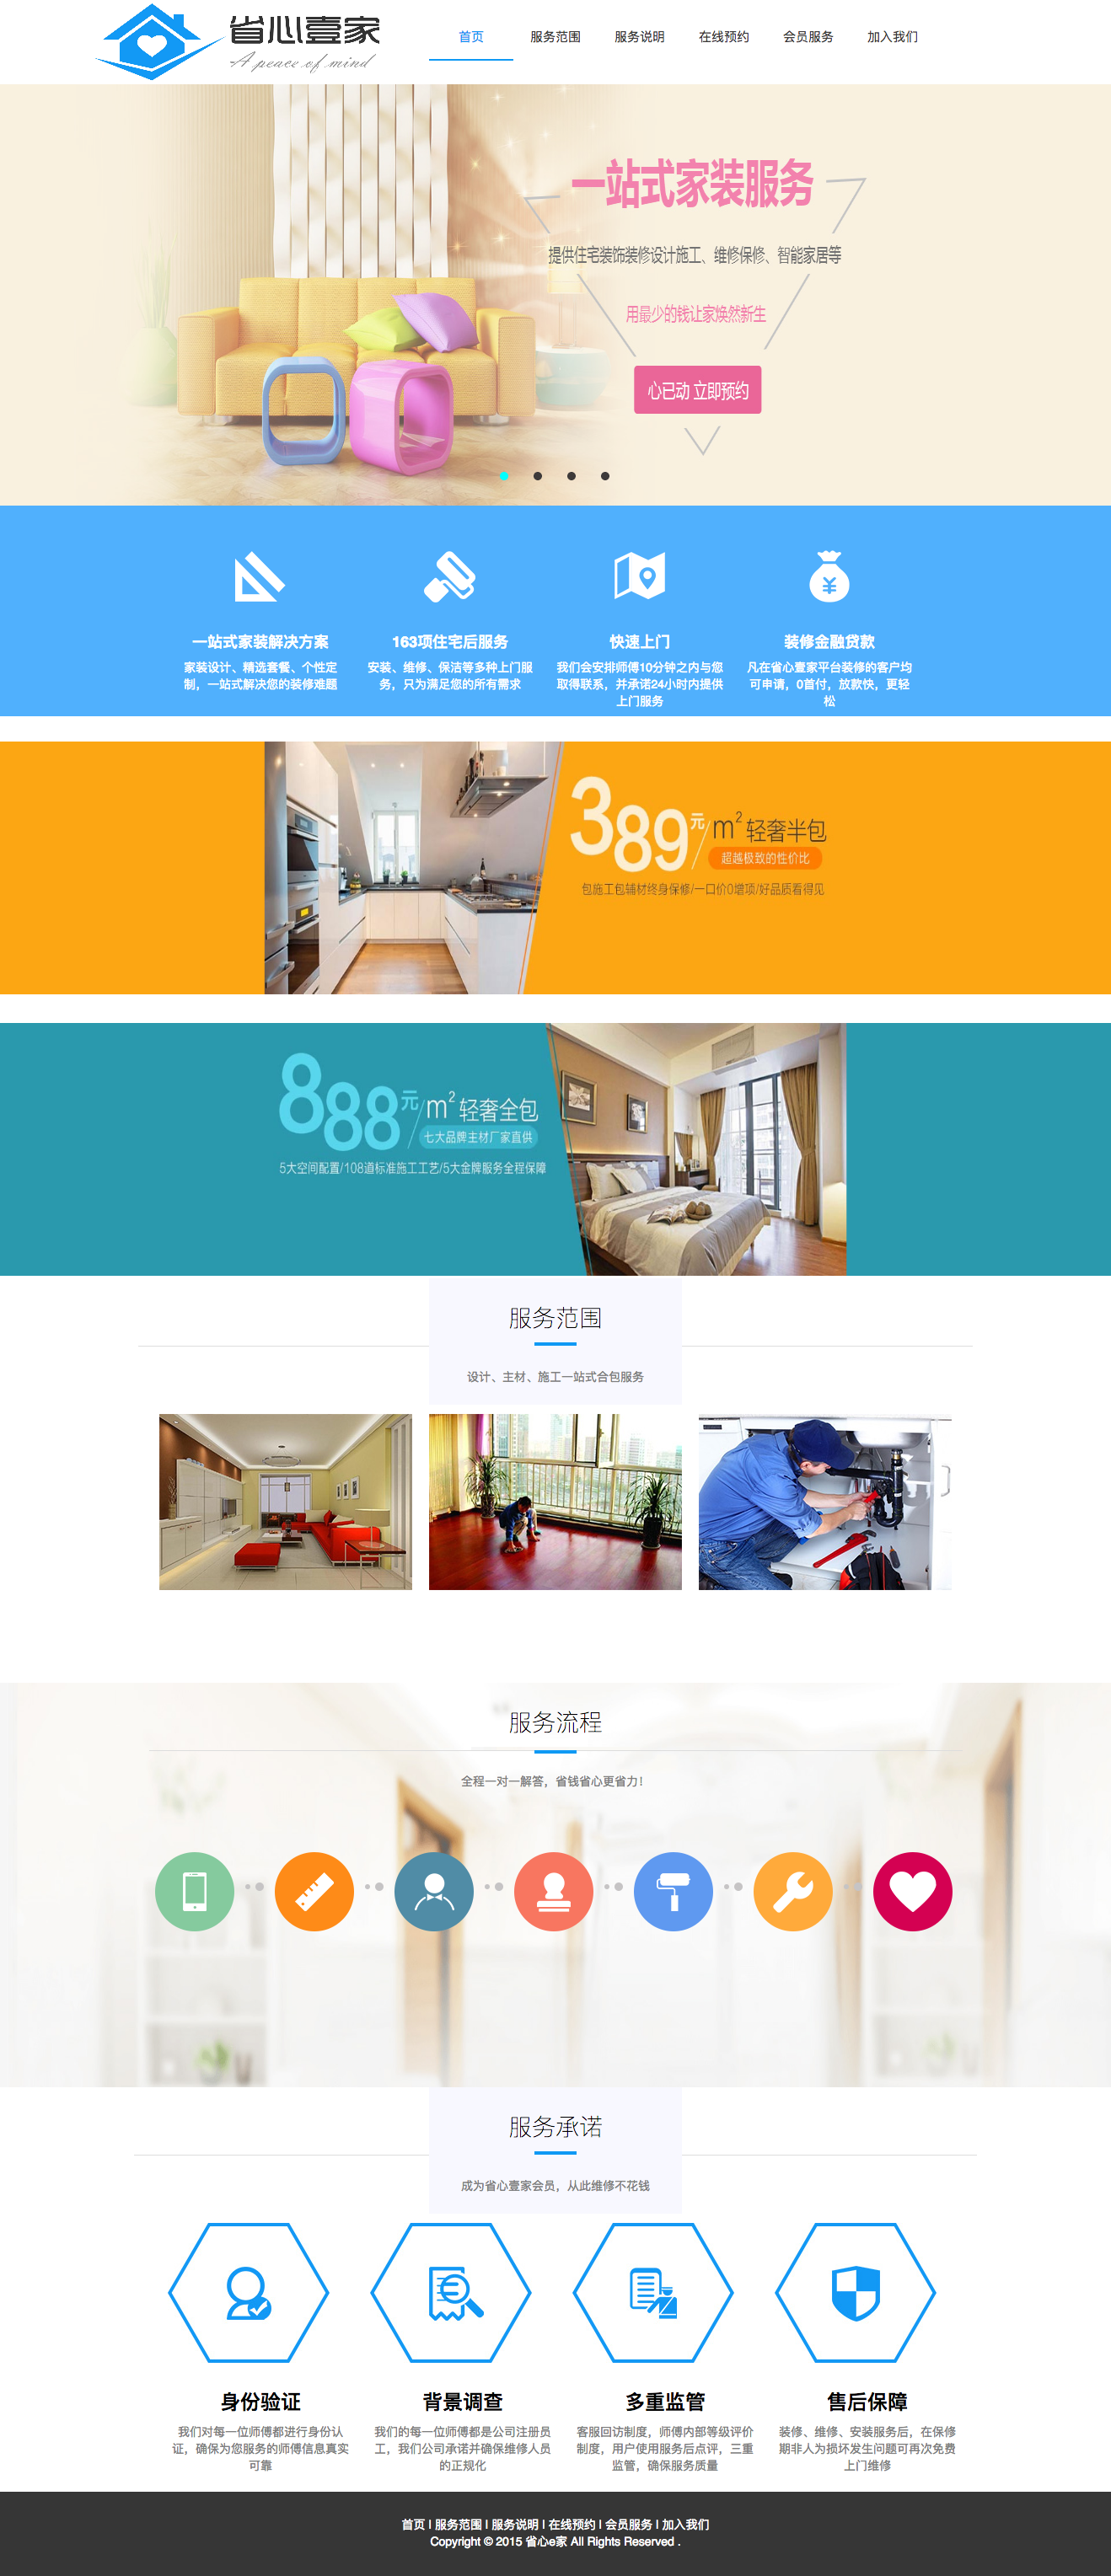 省心壹家
A peace of mind
首页 服务范围 服务说明 在线预约 会员服务 加入我们
一站式家装服务
提供住宅装饰装修设计施工、维修保修、智能家居等
用最少的钱让家焕然新生
心已动 立即预约
一站式家装解决方案
家装设计、精选套餐、个性定
制，一站式解决您的装修难题
163项住宅后服务
安装、维修、保洁等多种上门服
务，只为满足您的所有需求
快速上门
我们会安排师傅10分钟之内与您
取得联系，并承诺24小时内提供
上门服务
装修金融贷款
凡在省心壹家平台装修的客户均
可申请，0首付，放款快，更轻
松
389元/m² 轻奢半包
超越极致的性价比
包施工包辅材终身保修/一口价0增项/好品质看得见
888元/m² 轻奢全包
七大品牌主材厂家直供
5大空间配置/108道标准施工工艺/5大金牌服务全程保障
服务范围
设计、主材、施工一站式合包服务
服务流程
全程一对一解答，省钱省心更省力！
服务承诺
成为省心壹家会员，从此维修不花钱
身份验证
我们对每一位师傅都进行身份认
证，确保为您服务的师傅信息真实
可靠
背景调查
我们的每一位师傅都是公司注册员
工，我们公司承诺并确保维修人员
的正规化
多重监管
客服回访制度，师傅内部等级评价
制度，用户使用服务后点评，三重
监管，确保服务质量
售后保障
装修、维修、安装服务后，在保修
期非人为损坏发生问题可再次免费
上门维修
首页 | 服务范围 | 服务说明 | 在线预约 | 会员服务 | 加入我们
Copyright © 2015 省心e家 All Rights Reserved .